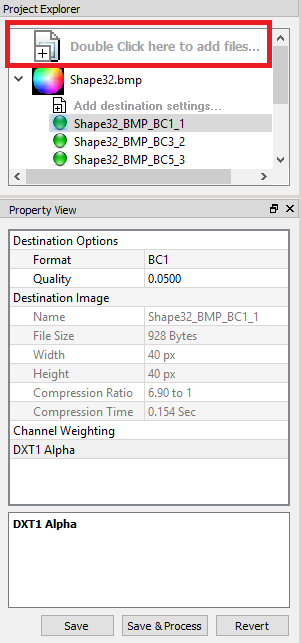 Project Explorer
Double Click here to add files...
Shape32.bmp
Add destination settings...
Shape32_BMP_BC1_1
Shape32_BMP_BC3_2
Shape32_BMP_BC5_3
Property View
Destination Options
Format BC1
Quality 0.0500
Destination Image
Name Shape32_BMP_BC1_1
File Size 928 Bytes
Width 40 px
Height 40 px
Compression Ratio 6.90 to 1
Compression Time 0.154 Sec
Channel Weighting
DXT1 Alpha
DXT1 Alpha
Save Save & Process Revert